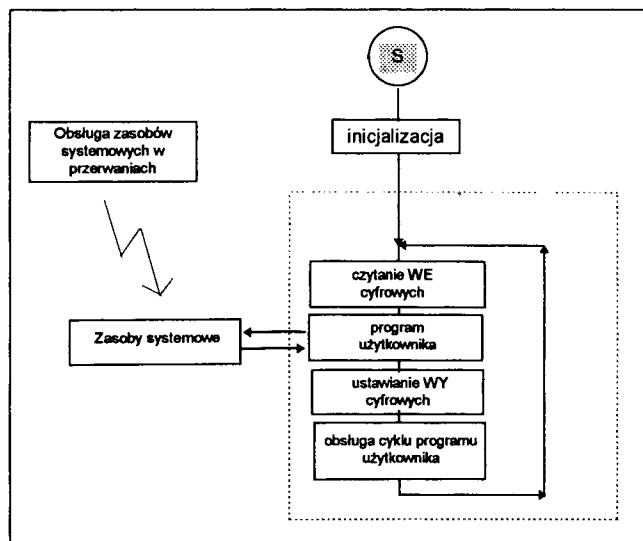 S
Obsługa zasobów
systemowych w
przerwaniach
inicjalizacja
czytanie WE
cyfrowych
Zasoby systemowe
program
użytkownika
ustawianie WY
cyfrowych
obsługa cyklu programu
użytkownika